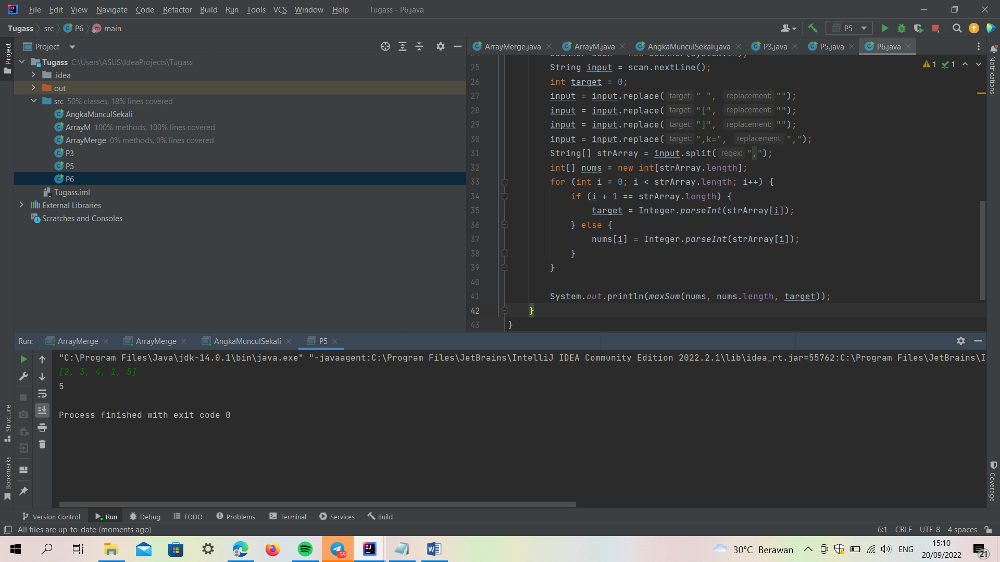 File Edit View Navigate Code Refactor Build Run Tools VCS Window Help Tugass - P6.java
Tugass src P6 main P5
Project
ArrayMerge.java ArrayM.java AngkaMunculSekali.java P3.java P5.java P6.java
Tugass C:\Users\ASUS\IdeaProjects\Tugass
.idea
out
src 50% classes, 18% lines covered
AngkaMunculSekali
ArrayM 100% methods, 100% lines covered
ArrayMerge 0% methods, 0% lines covered
P3
P5
P6
Tugass.iml
External Libraries
Scratches and Consoles
1 1
25 String input = scan.nextLine();
26 int target = 0;
27 input = input.replace( target: " ", replacement: "");
28 input = input.replace( target: "[", replacement: "");
29 input = input.replace( target: "]", replacement: "");
30 input = input.replace( target: ",k=", replacement: ",");
31 String[] strArray = input.split( regex: ",");
32 int[] nums = new int[strArray.length];
33 for (int i = 0; i < strArray.length; i++) {
34 if (i + 1 == strArray.length) {
35 target = Integer.parseInt(strArray[i]);
36 } else {
37 nums[i] = Integer.parseInt(strArray[i]);
38 }
39 }
40
41 System.out.println(maxSum(nums, nums.length, target));
42 }
43 }
Project
Structure
Bookmarks
Notifications
Coverage
Run: ArrayMerge ArrayMerge AngkaMunculSekali P5
"C:\Program Files\Java\jdk-14.0.1\bin\java.exe" "-javaagent:C:\Program Files\JetBrains\IntelliJ IDEA Community Edition 2022.2.1\lib\idea_rt.jar=55762:C:\Program Files\JetBrains\I
[2, 3, 4, 1, 5]
5
Process finished with exit code 0
Version Control Run Debug TODO Problems Terminal Services Build
All files are up-to-date (moments ago) 6:1 CRLF UTF-8 4 spaces
..59
30°C Berawan ENG
15:10
20/09/2022
21